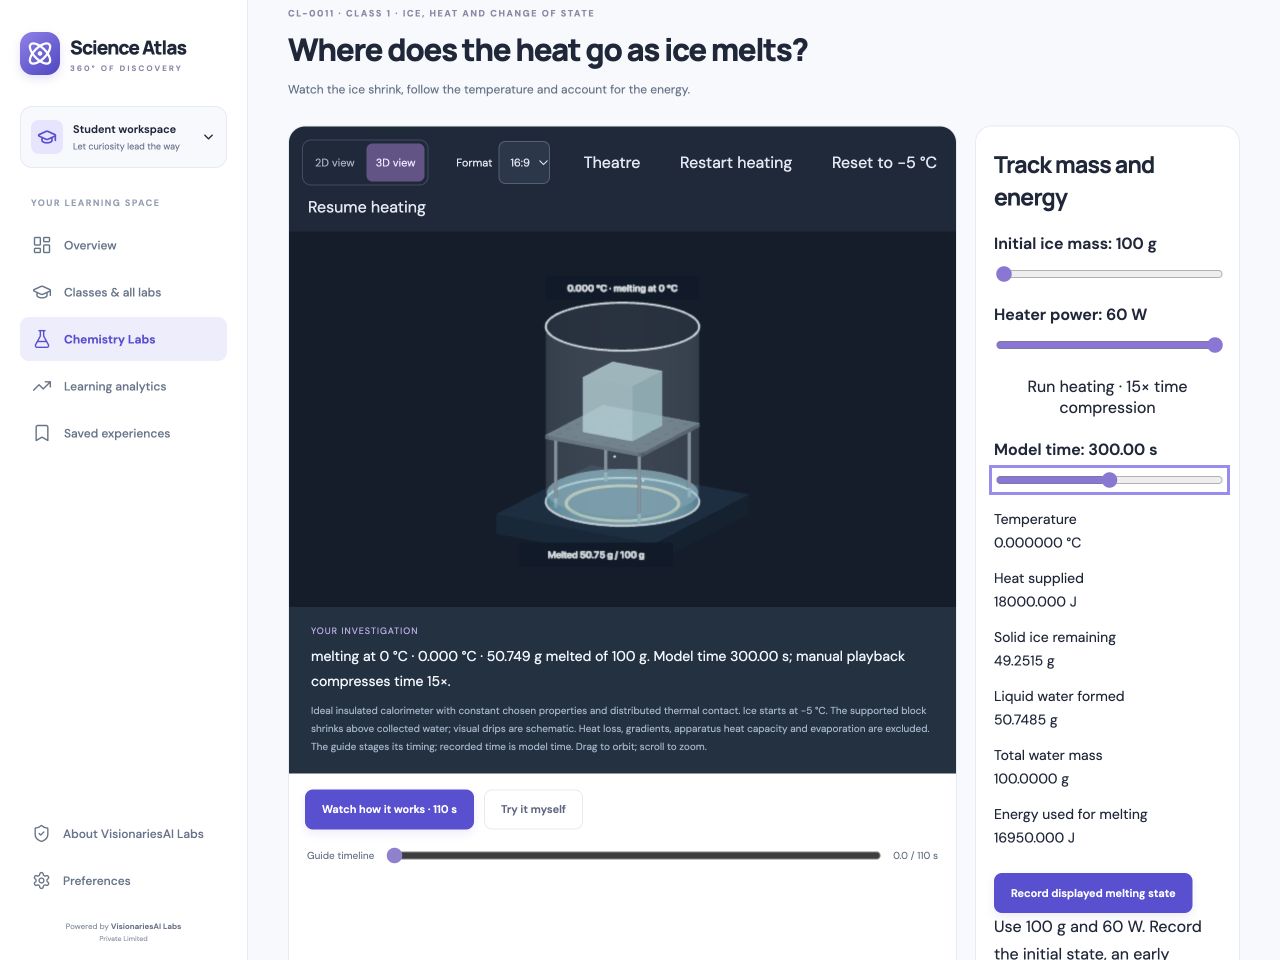 Science Atlas
360° OF DISCOVERY
Student workspace
Let curiosity lead the way
YOUR LEARNING SPACE
Overview
Classes & all labs
Chemistry Labs
Learning analytics
Saved experiences
About VisionariesAI Labs
Preferences
Powered by VisionariesAI Labs
Private Limited
CL-0011 · CLASS 1 · ICE, HEAT AND CHANGE OF STATE
Where does the heat go as ice melts?
Watch the ice shrink, follow the temperature and account for the energy.
2D view
3D view
Format
16:9
Theatre
Restart heating
Reset to −5 °C
Resume heating
0.000 °C · melting at 0 °C
Melted 50.75 g / 100 g
YOUR INVESTIGATION
melting at 0 °C · 0.000 °C · 50.749 g melted of 100 g. Model time 300.00 s; manual playback
compresses time 15×.
Ideal insulated calorimeter with constant chosen properties and distributed thermal contact. Ice starts at −5 °C. The supported block
shrinks above collected water; visual drips are schematic. Heat loss, gradients, apparatus heat capacity and evaporation are excluded.
The guide stages its timing; recorded time is model time. Drag to orbit; scroll to zoom.
Watch how it works · 110 s
Try it myself
Guide timeline
0.0 / 110 s
Track mass and
energy
Initial ice mass: 100 g
Heater power: 60 W
Run heating · 15× time
compression
Model time: 300.00 s
Temperature
0.000000 °C
Heat supplied
18000.000 J
Solid ice remaining
49.2515 g
Liquid water formed
50.7485 g
Total water mass
100.0000 g
Energy used for melting
16950.000 J
Record displayed melting state
Use 100 g and 60 W. Record
the initial state, an early